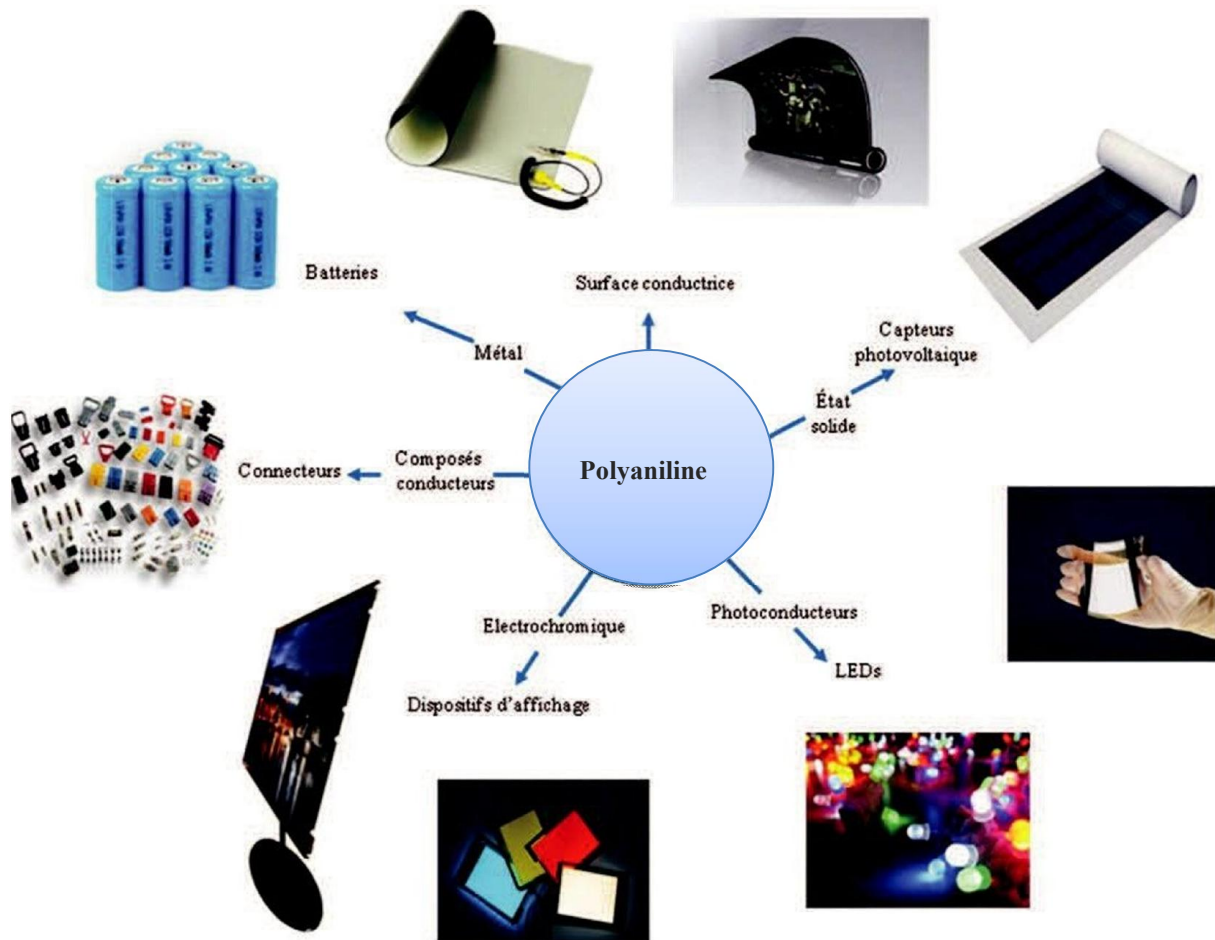 Batteries
Surface conductrice
Capteurs
photovoltaique
Métal
État
solide
Connecteurs
Composés
conducteurs
Polyaniline
Electrochromique
Photoconducteurs
LEDs
Dispositifs d’affichage